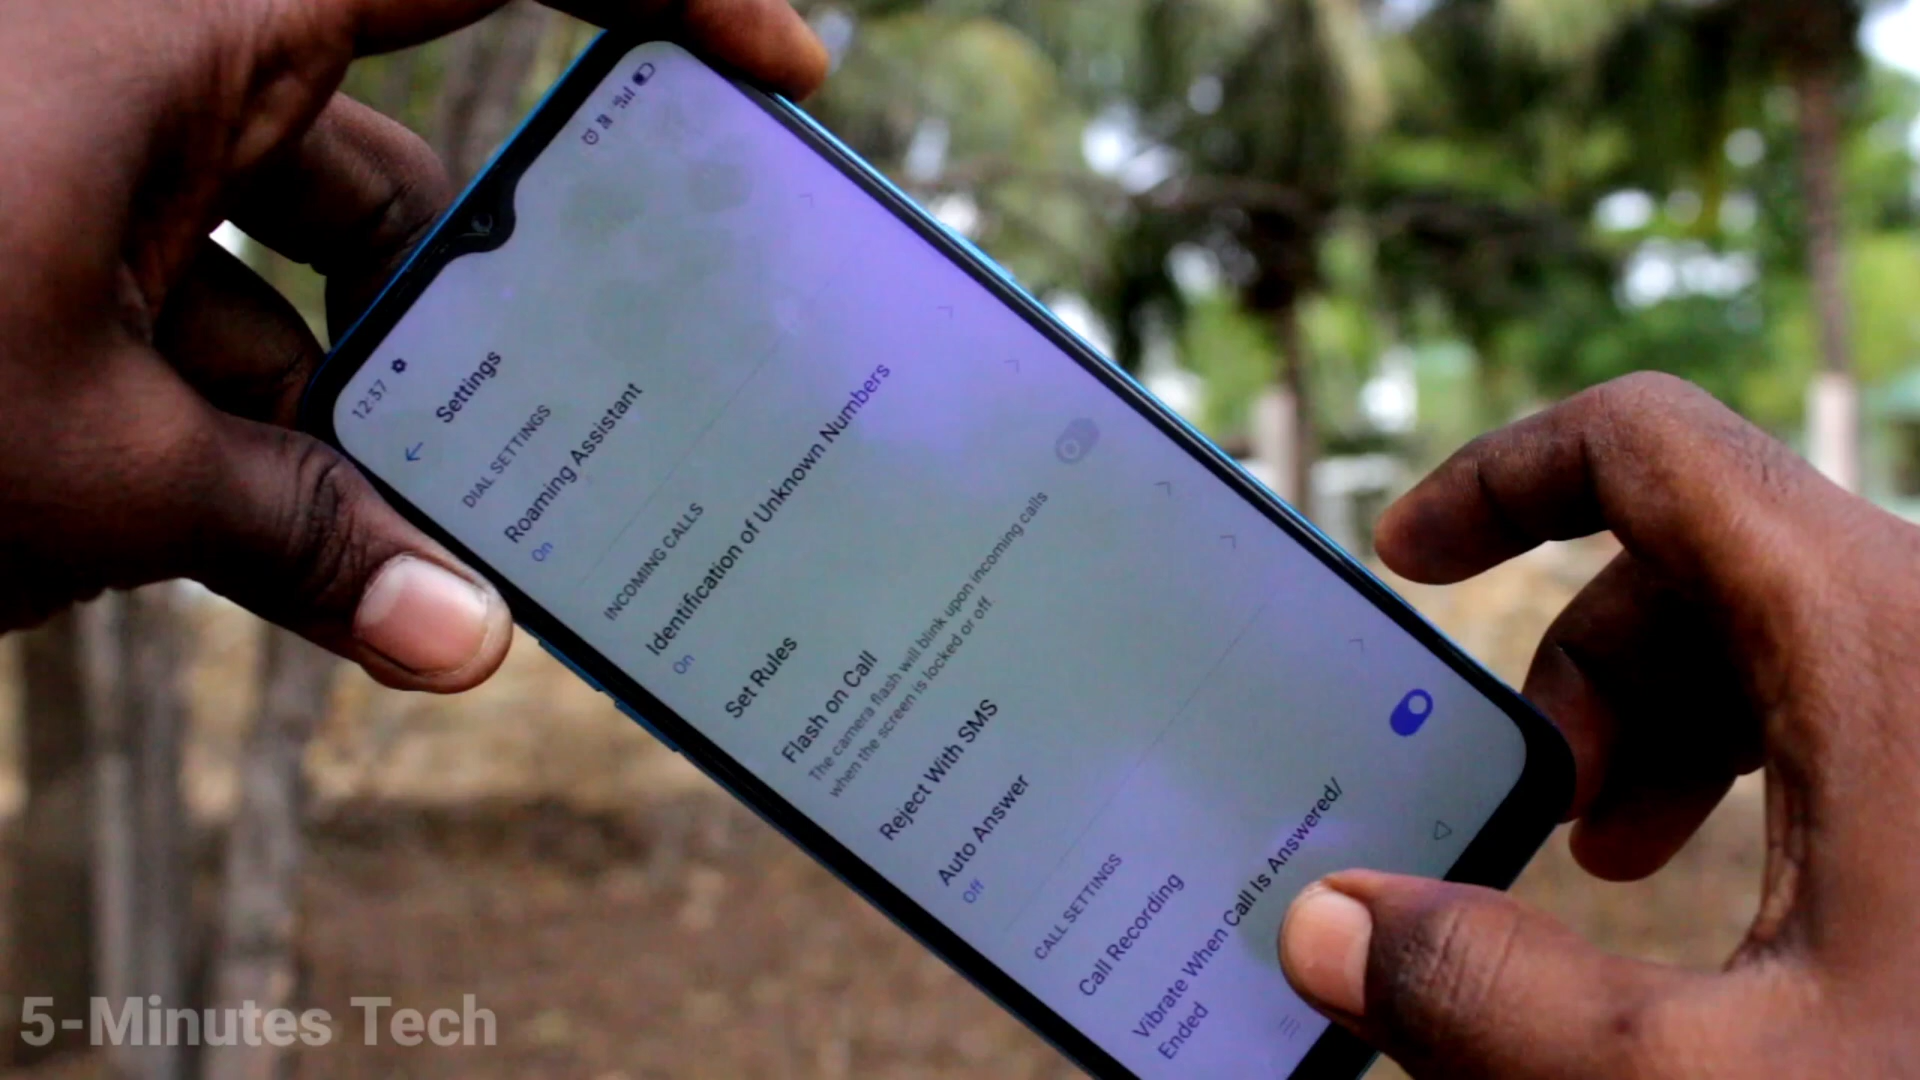 12:37
Settings
DIAL SETTINGS
Roaming Assistant
On
INCOMING CALLS
Identification of Unknown Numbers
On
Set Rules
Flash on Call
The camera flash will blink upon incoming calls
when the screen is locked or off.
Reject With SMS
Auto Answer
Off
CALL SETTINGS
Call Recording
Vibrate When Call Is Answered/
Ended
5-Minutes Tech